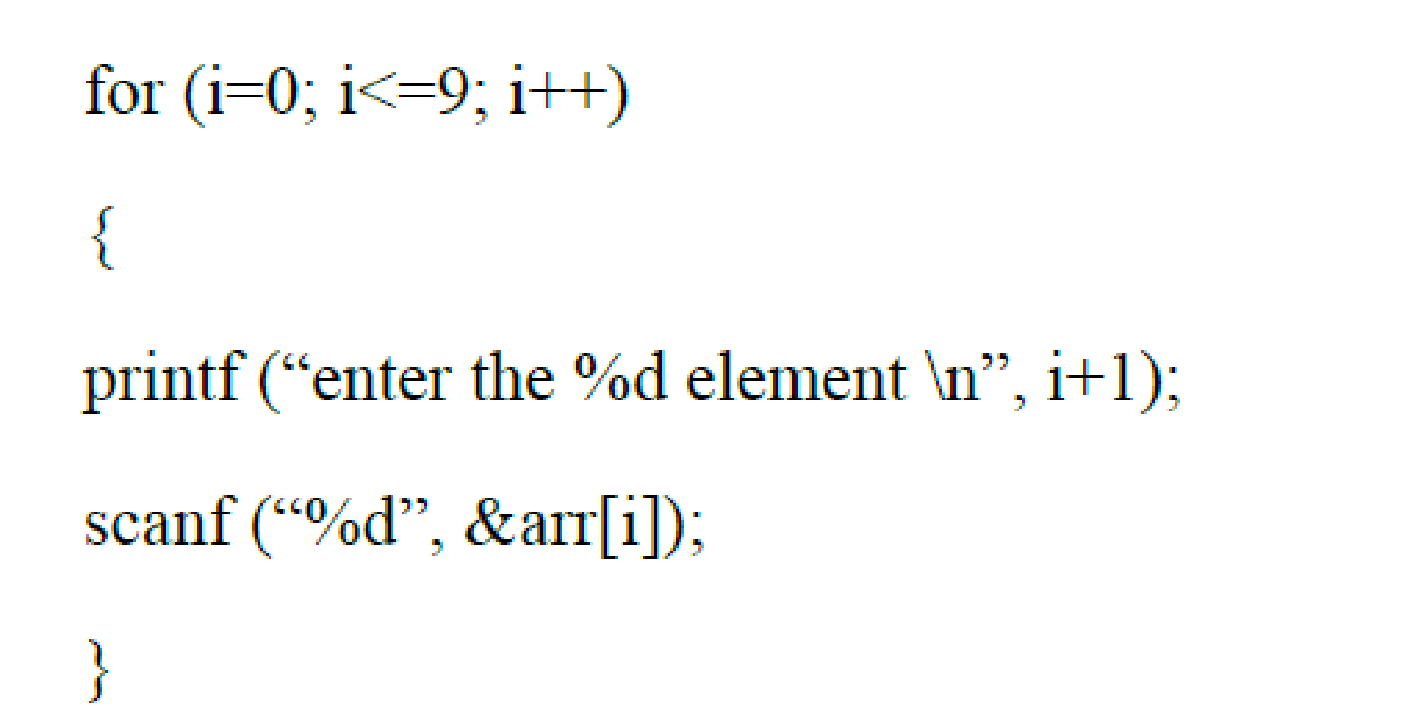 for (i=0; i<=9; i++)
{
printf (“enter the %d element \n”, i+1);
scanf (“%d”, &arr[i]);
}